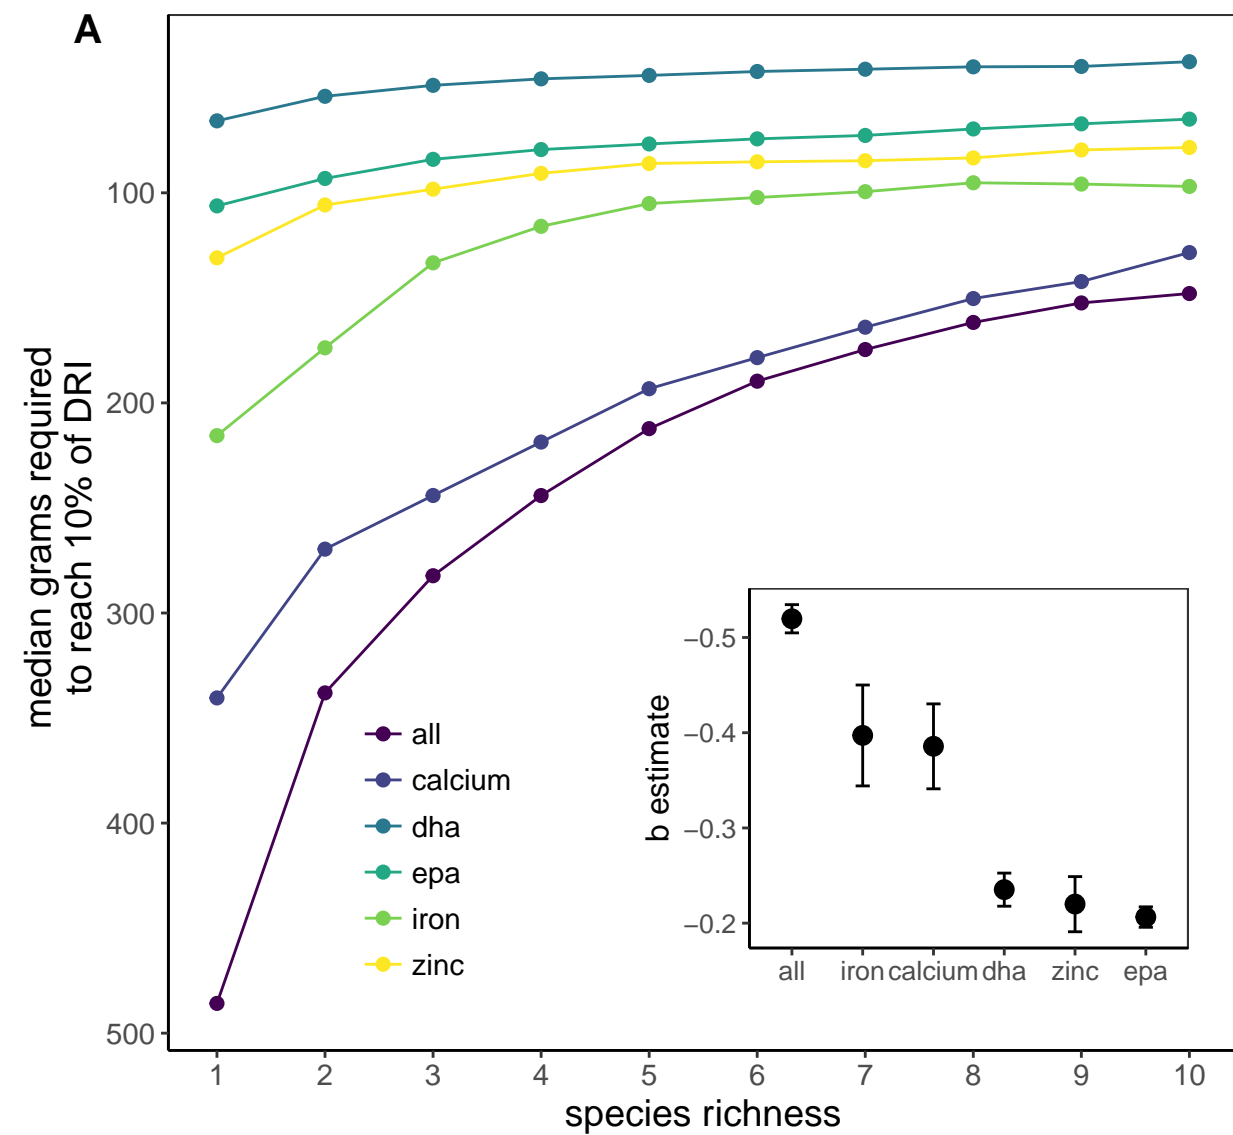 A
median grams required
to reach 10% of DRI
100
200
300
400
500
all
calcium
dha
epa
iron
zinc
b estimate
−0.5
−0.4
−0.3
−0.2
all iron calcium dha zinc epa
1 2 3 4 5 6 7 8 9 10
species richness